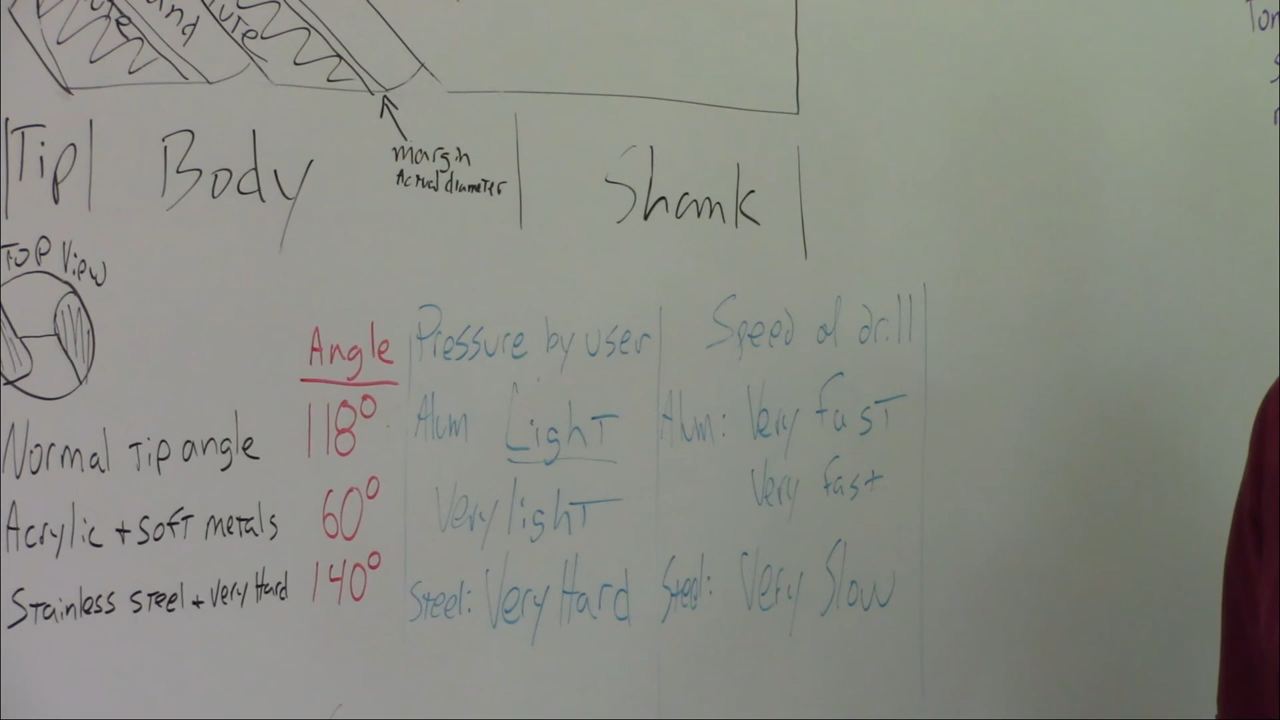 and
Tip Body Shank
margin
Actual diameter
TOP View
Angle Pressure by user Speed of drill
Normal Tip angle 118° Alum Light Alum: Very fast
Acrylic + soft metals 60° Very light Very fast
Stainless steel + Very Hard 140° Steel: Very Hard Steel: Very Slow